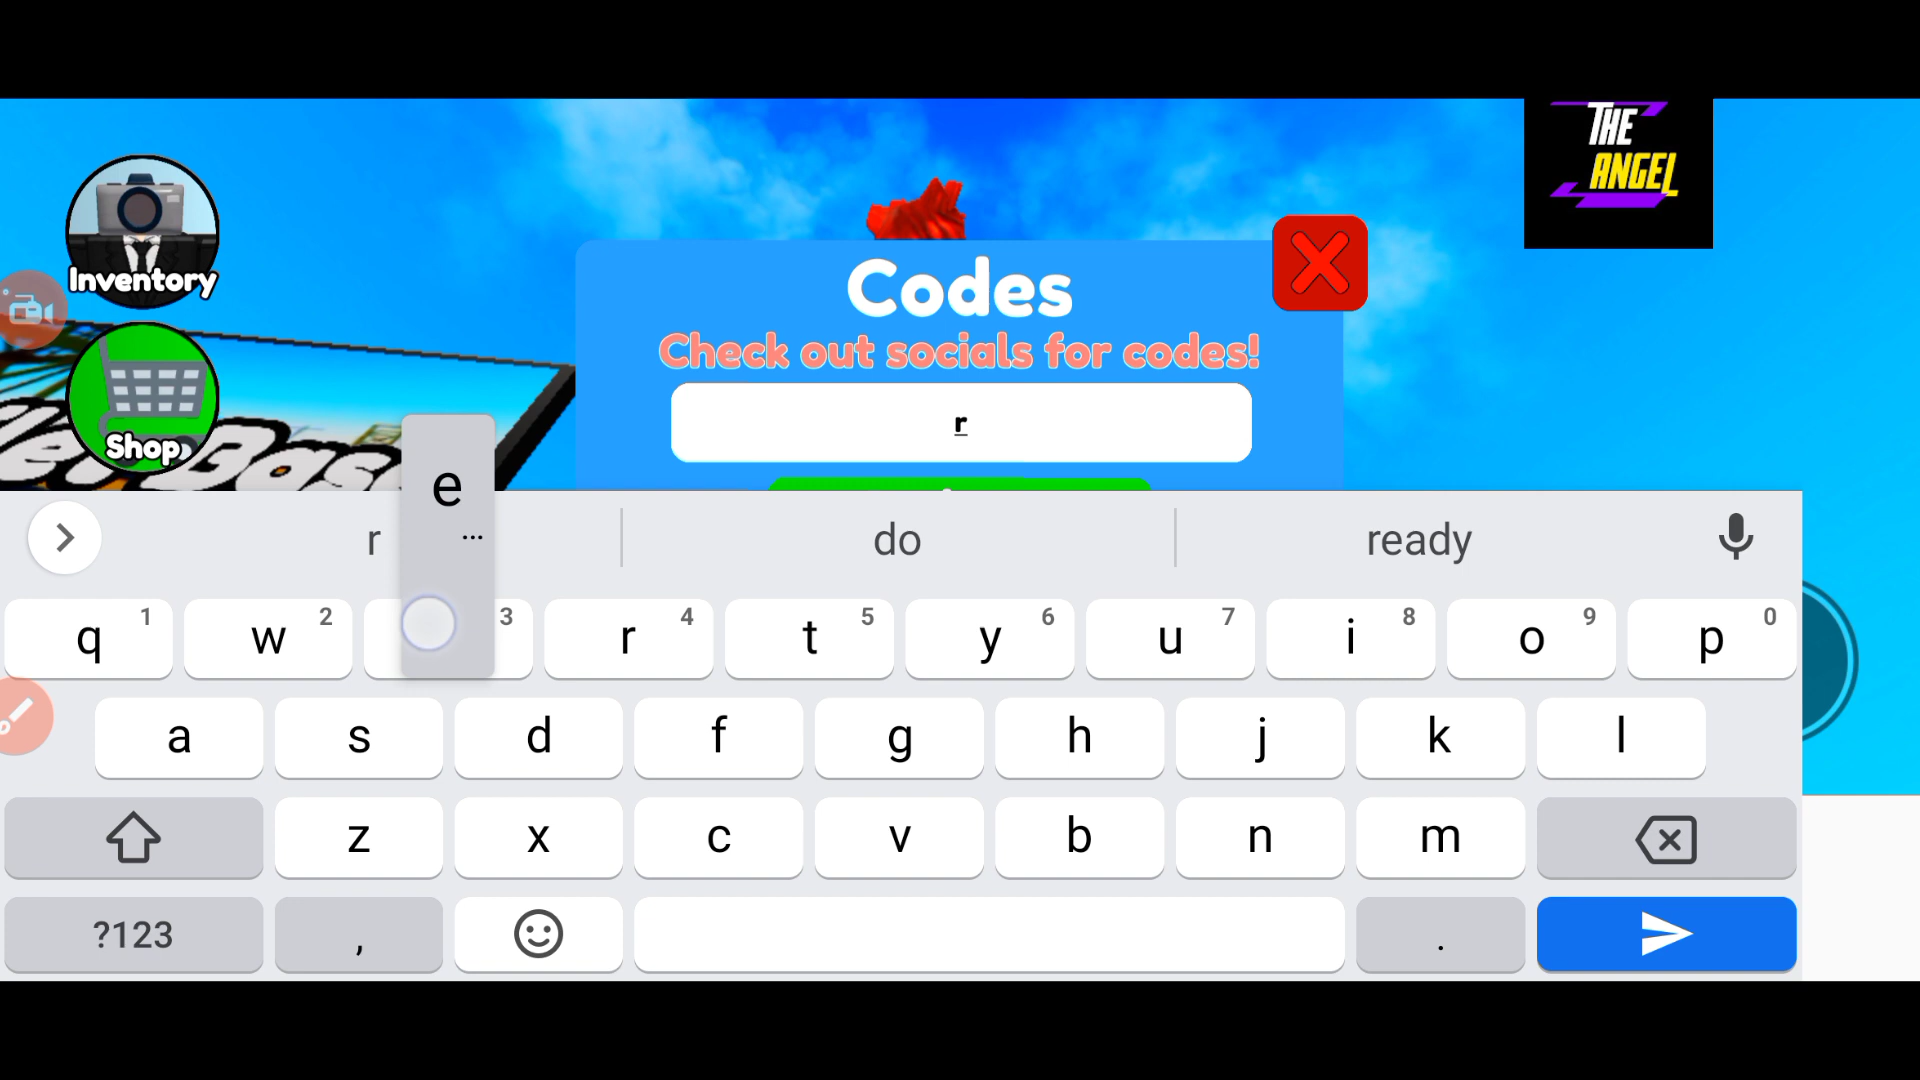 THE
ANGEL
Inventory
Codes
Check out socials for codes!
Shop
r
e
...
r
do
ready
q 1 w 2 3 r 4 t 5 y 6 u 7 i 8 o 9 p 0
a s d f g h j k l
z x c v b n m
?123 , .